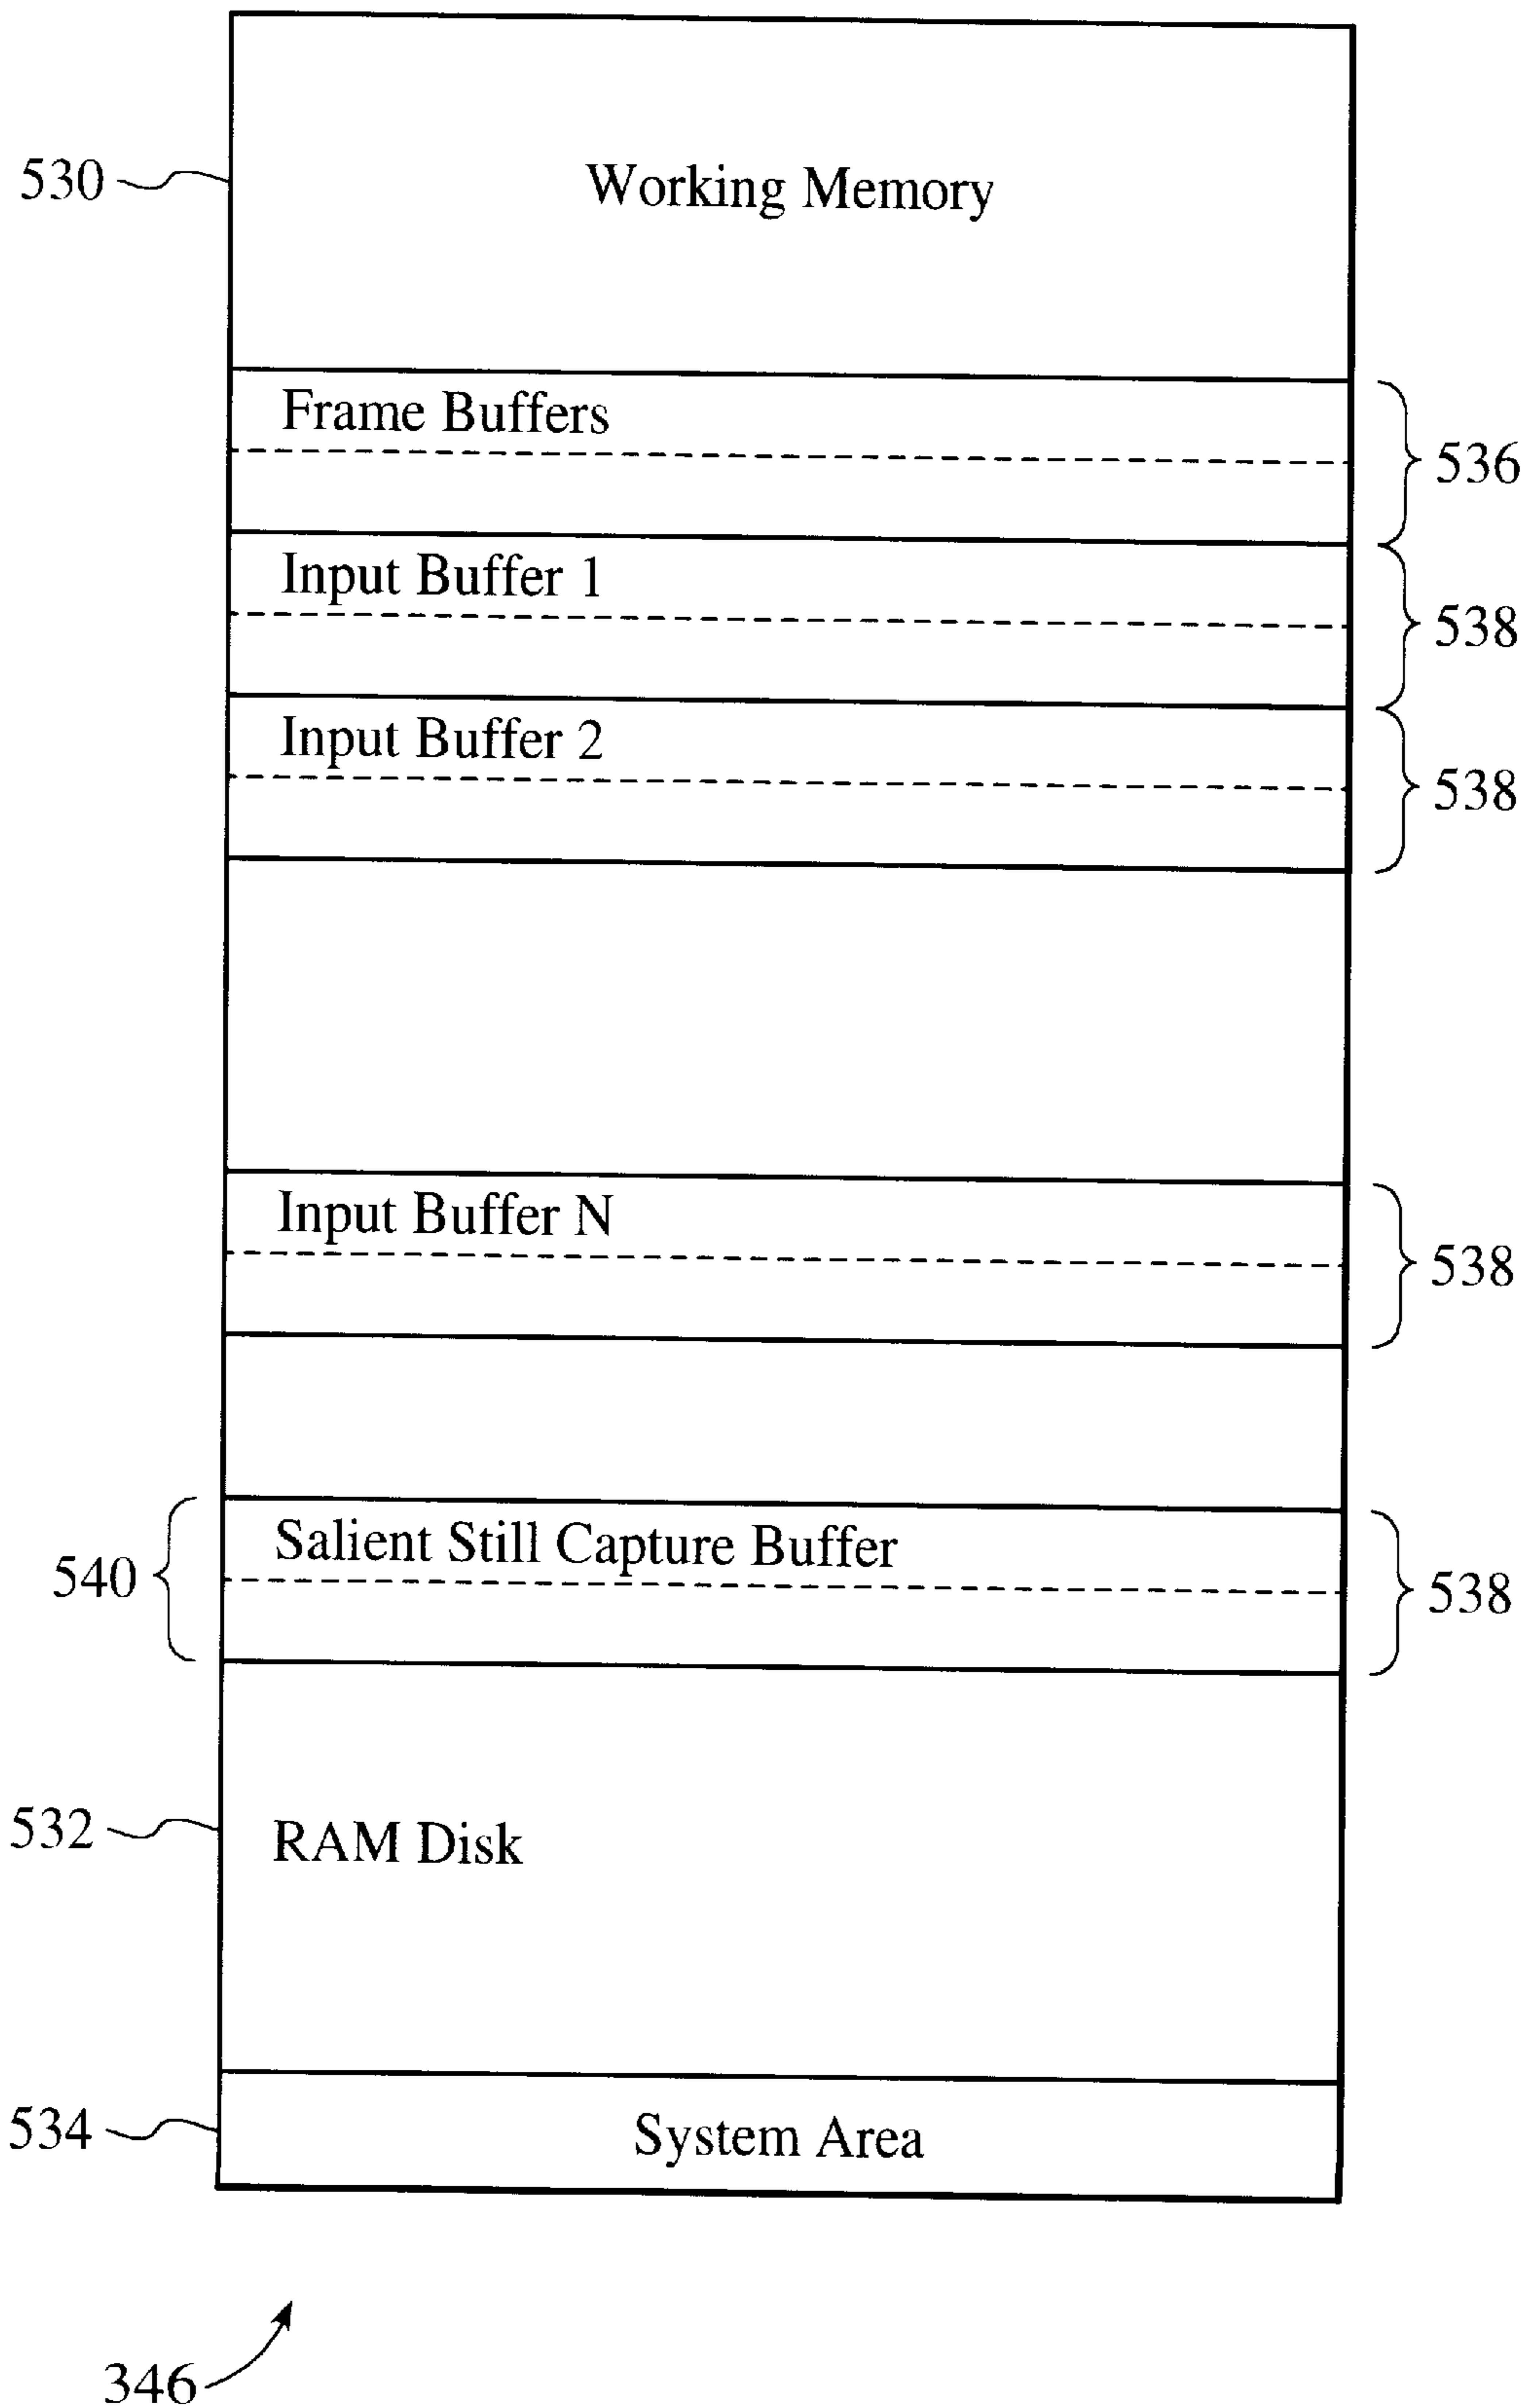 530
Working Memory
Frame Buffers
536
Input Buffer 1
538
Input Buffer 2
538
Input Buffer N
538
540
Salient Still Capture Buffer
538
532
RAM Disk
534
System Area
346